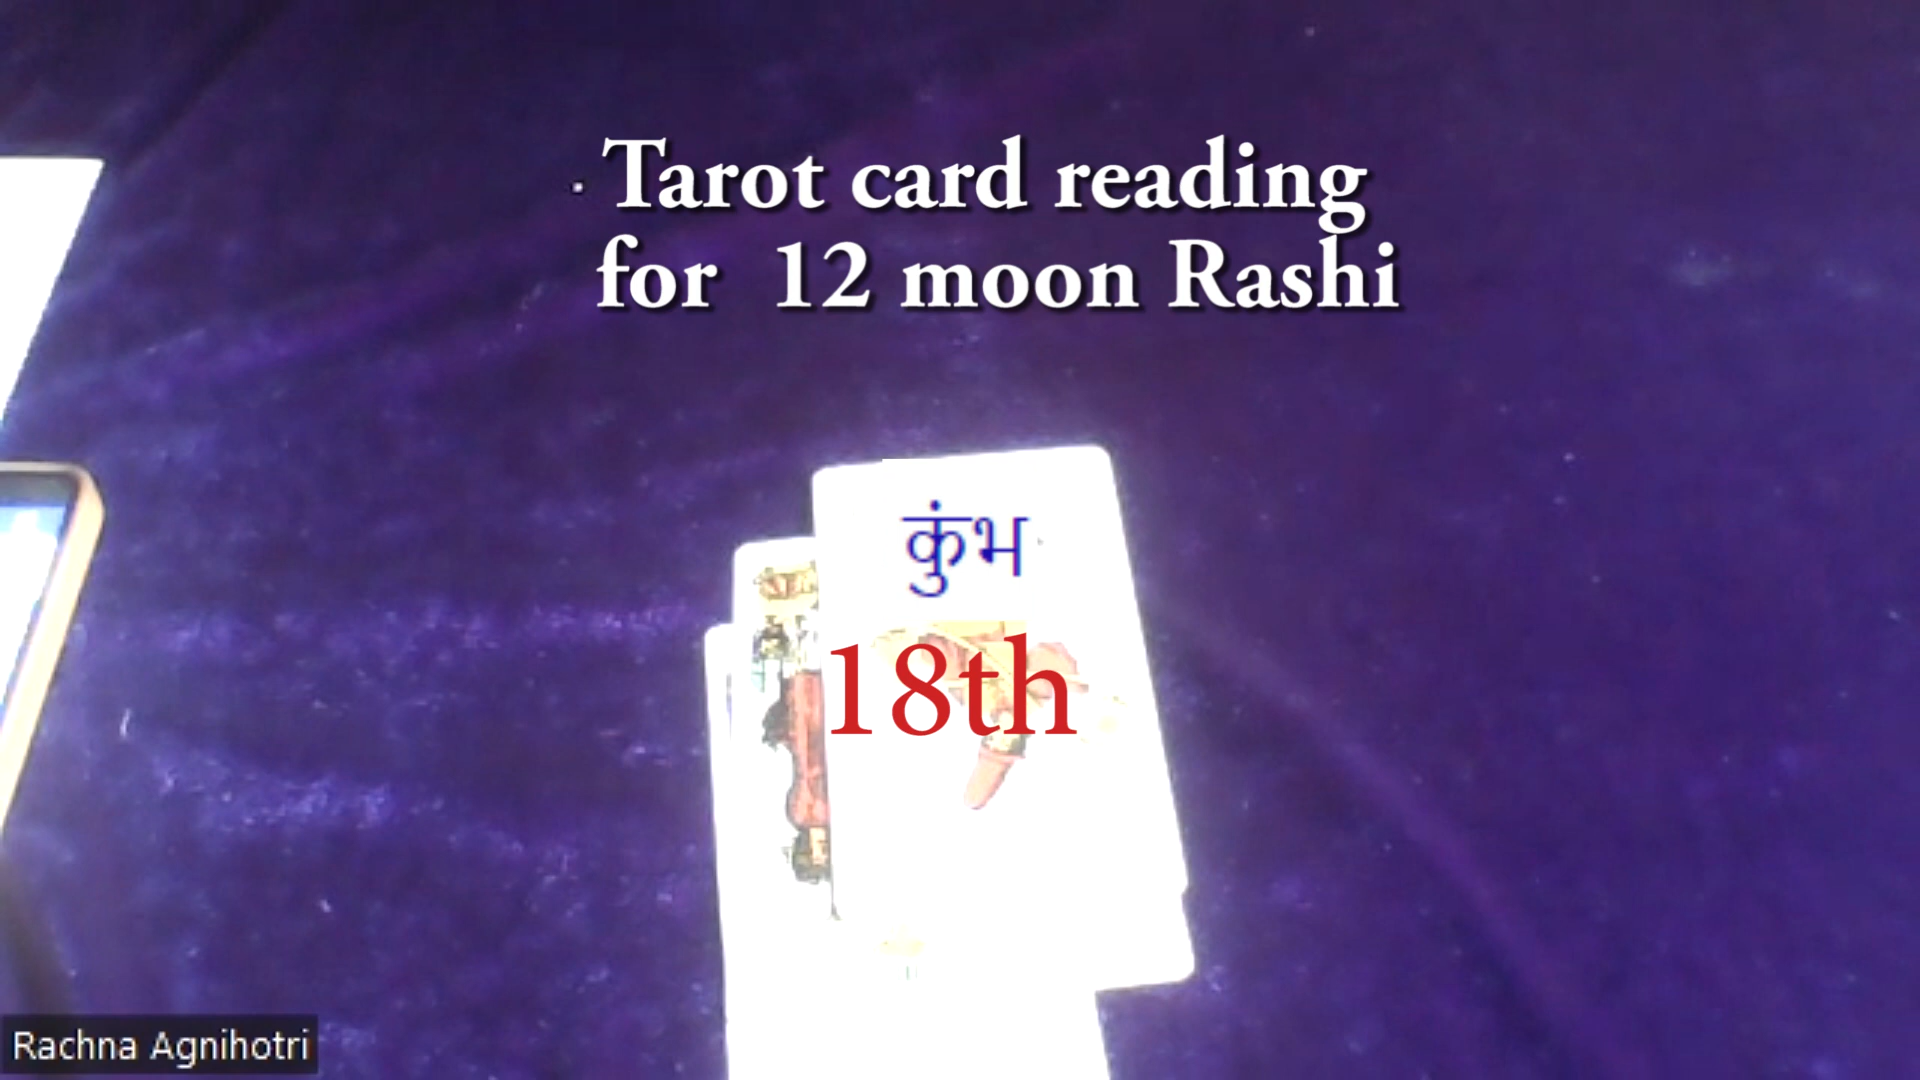 Tarot card reading
for 12 moon Rashi
कुंभ
18th
Rachna Agnihotri